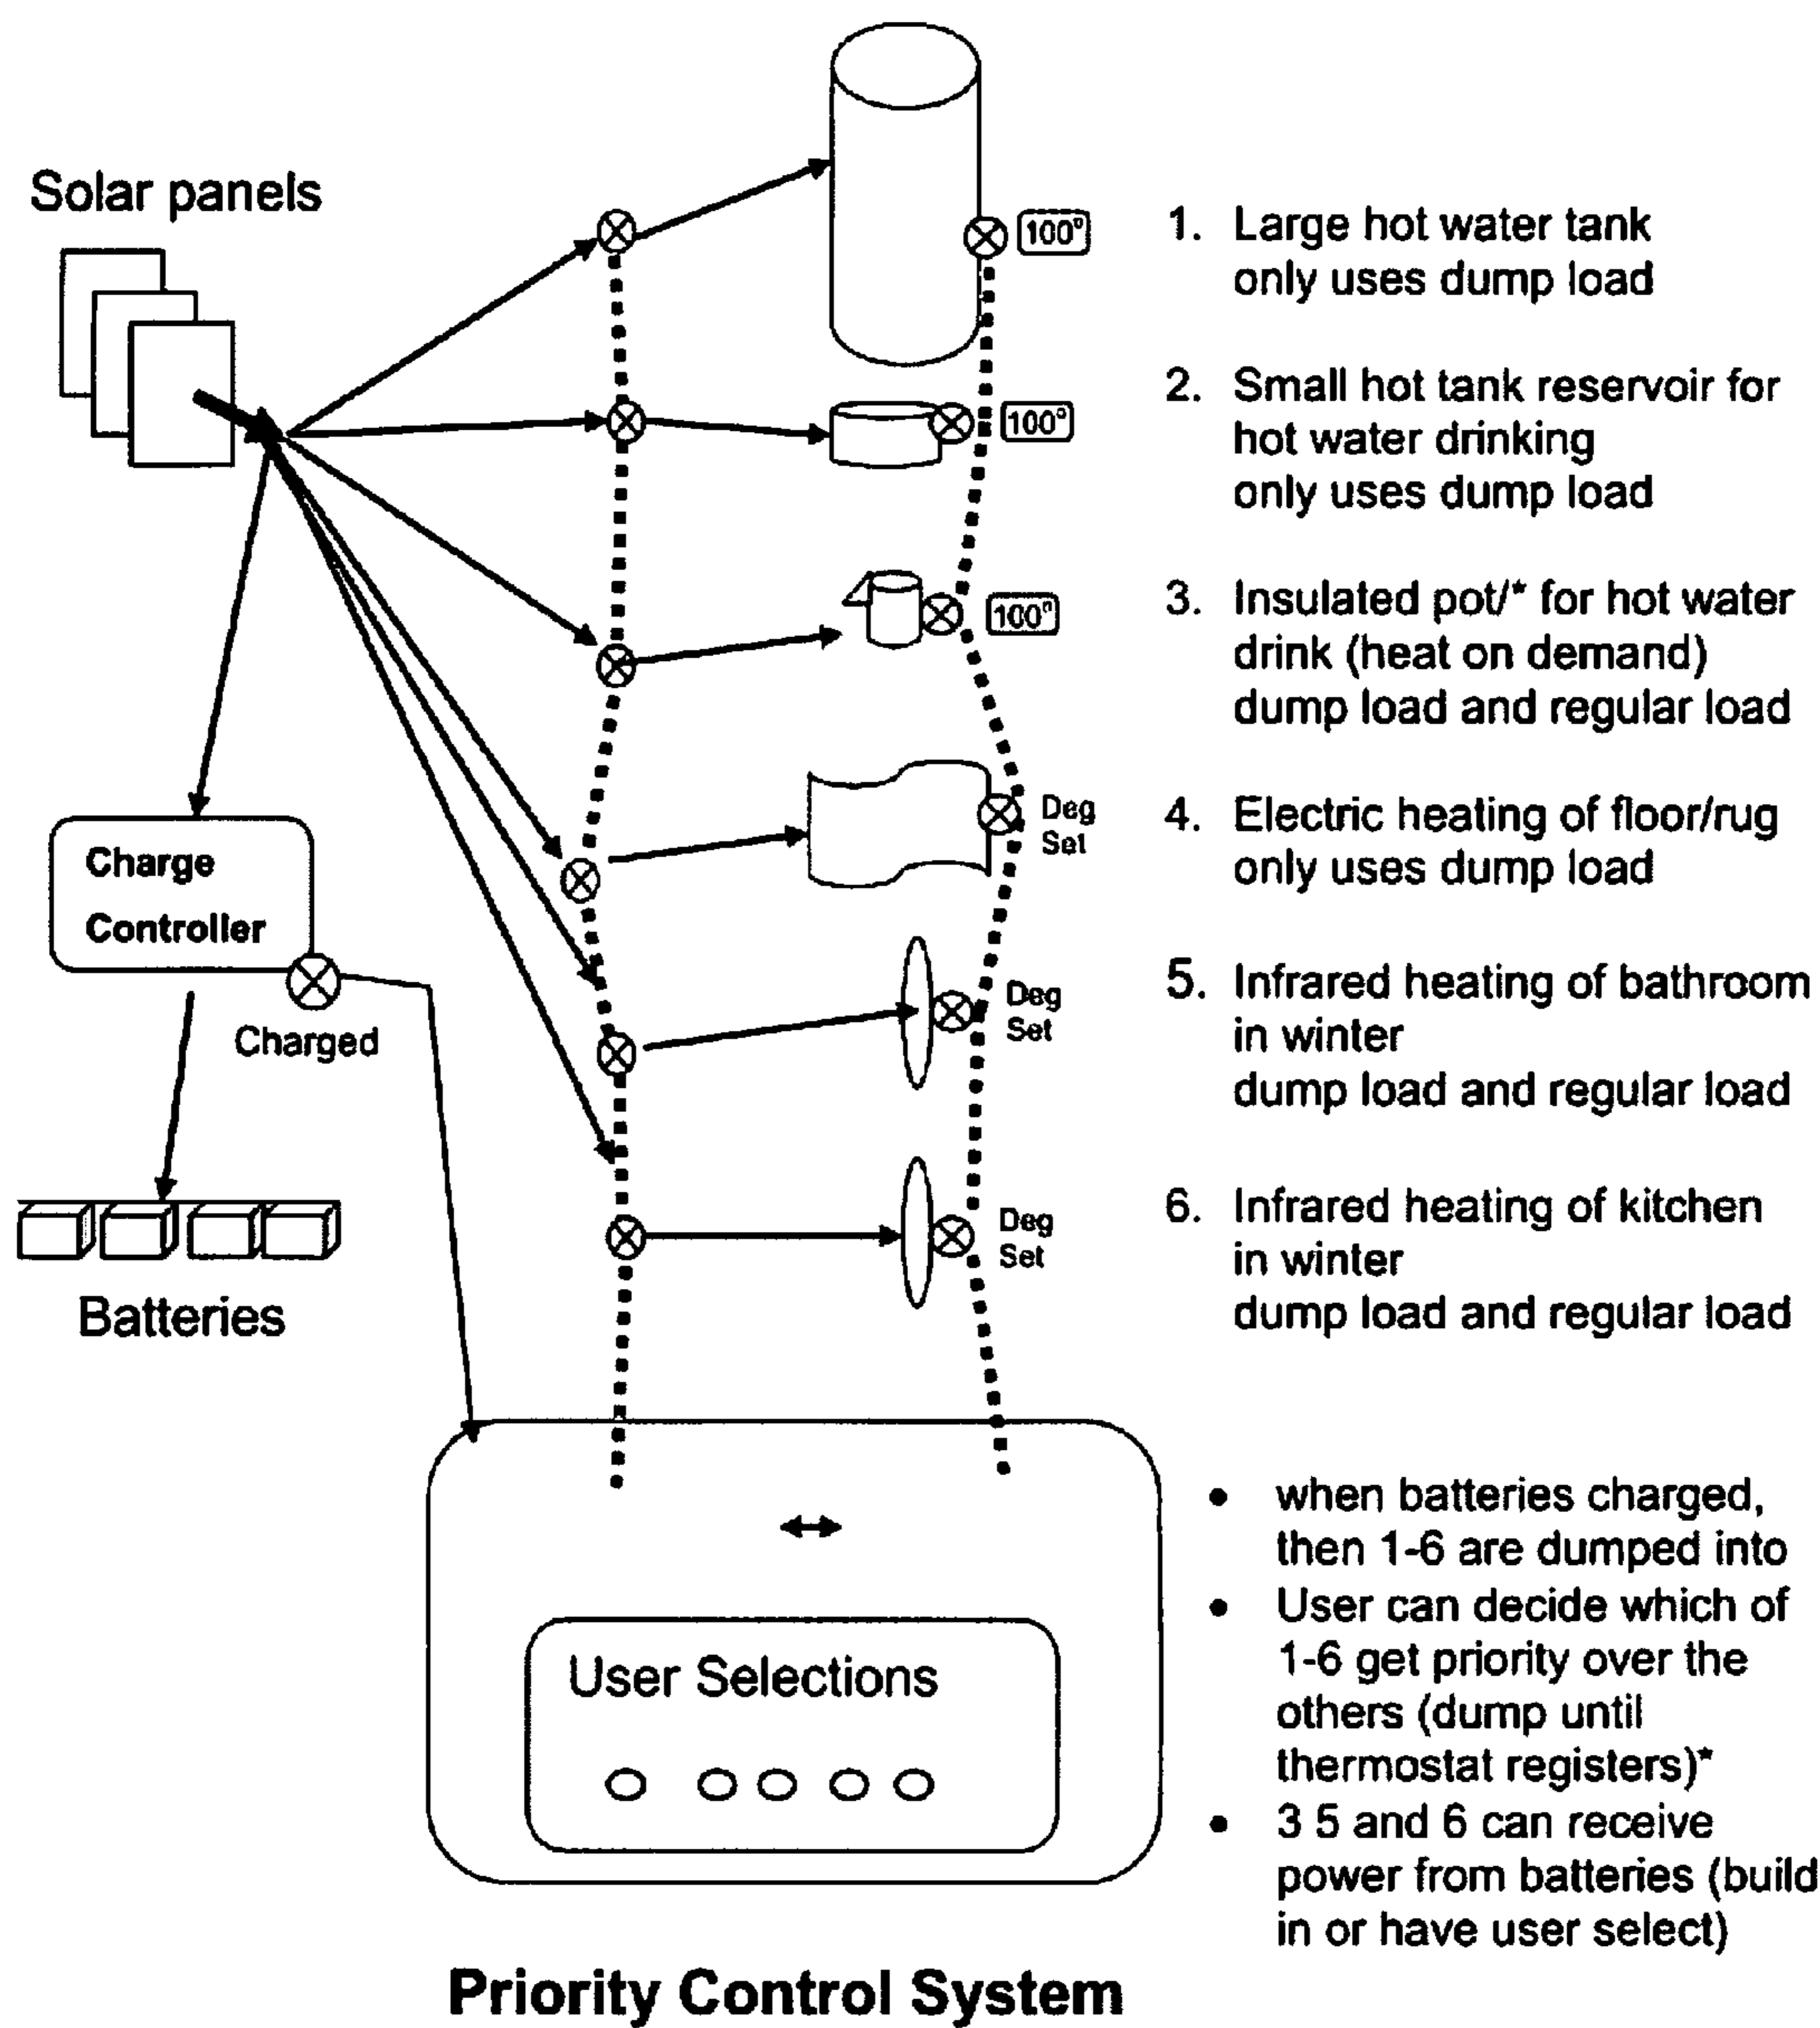 Solar panels
100°
1. Large hot water tank
only uses dump load
100°
2. Small hot tank reservoir for
hot water drinking
only uses dump load
100°
3. Insulated pot/* for hot water
drink (heat on demand)
dump load and regular load
Deg
Set
4. Electric heating of floor/rug
only uses dump load
Charge
Controller
Charged
Deg
Set
5. Infrared heating of bathroom
in winter
dump load and regular load
Deg
Set
6. Infrared heating of kitchen
in winter
dump load and regular load
Batteries
User Selections
• when batteries charged,
then 1-6 are dumped into
• User can decide which of
1-6 get priority over the
others (dump until
thermostat registers)*
• 3 5 and 6 can receive
power from batteries (build
in or have user select)
Priority Control System